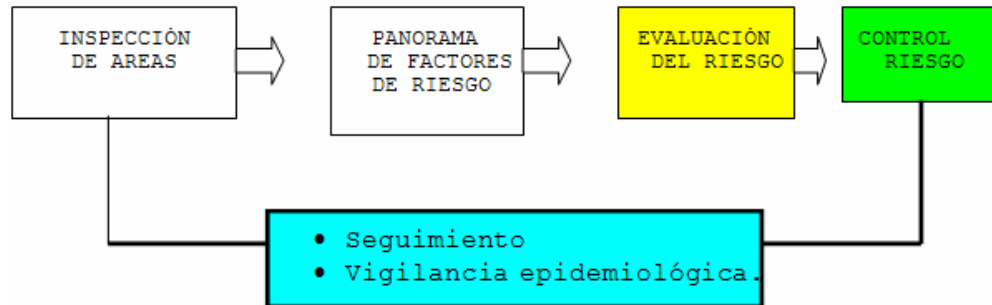 INSPECCIÒN
DE AREAS
PANORAMA
DE FACTORES
DE RIESGO
EVALUACIÒN
DEL RIESGO
CONTROL
RIESGO
• Seguimiento
• Vigilancia epidemiológica.